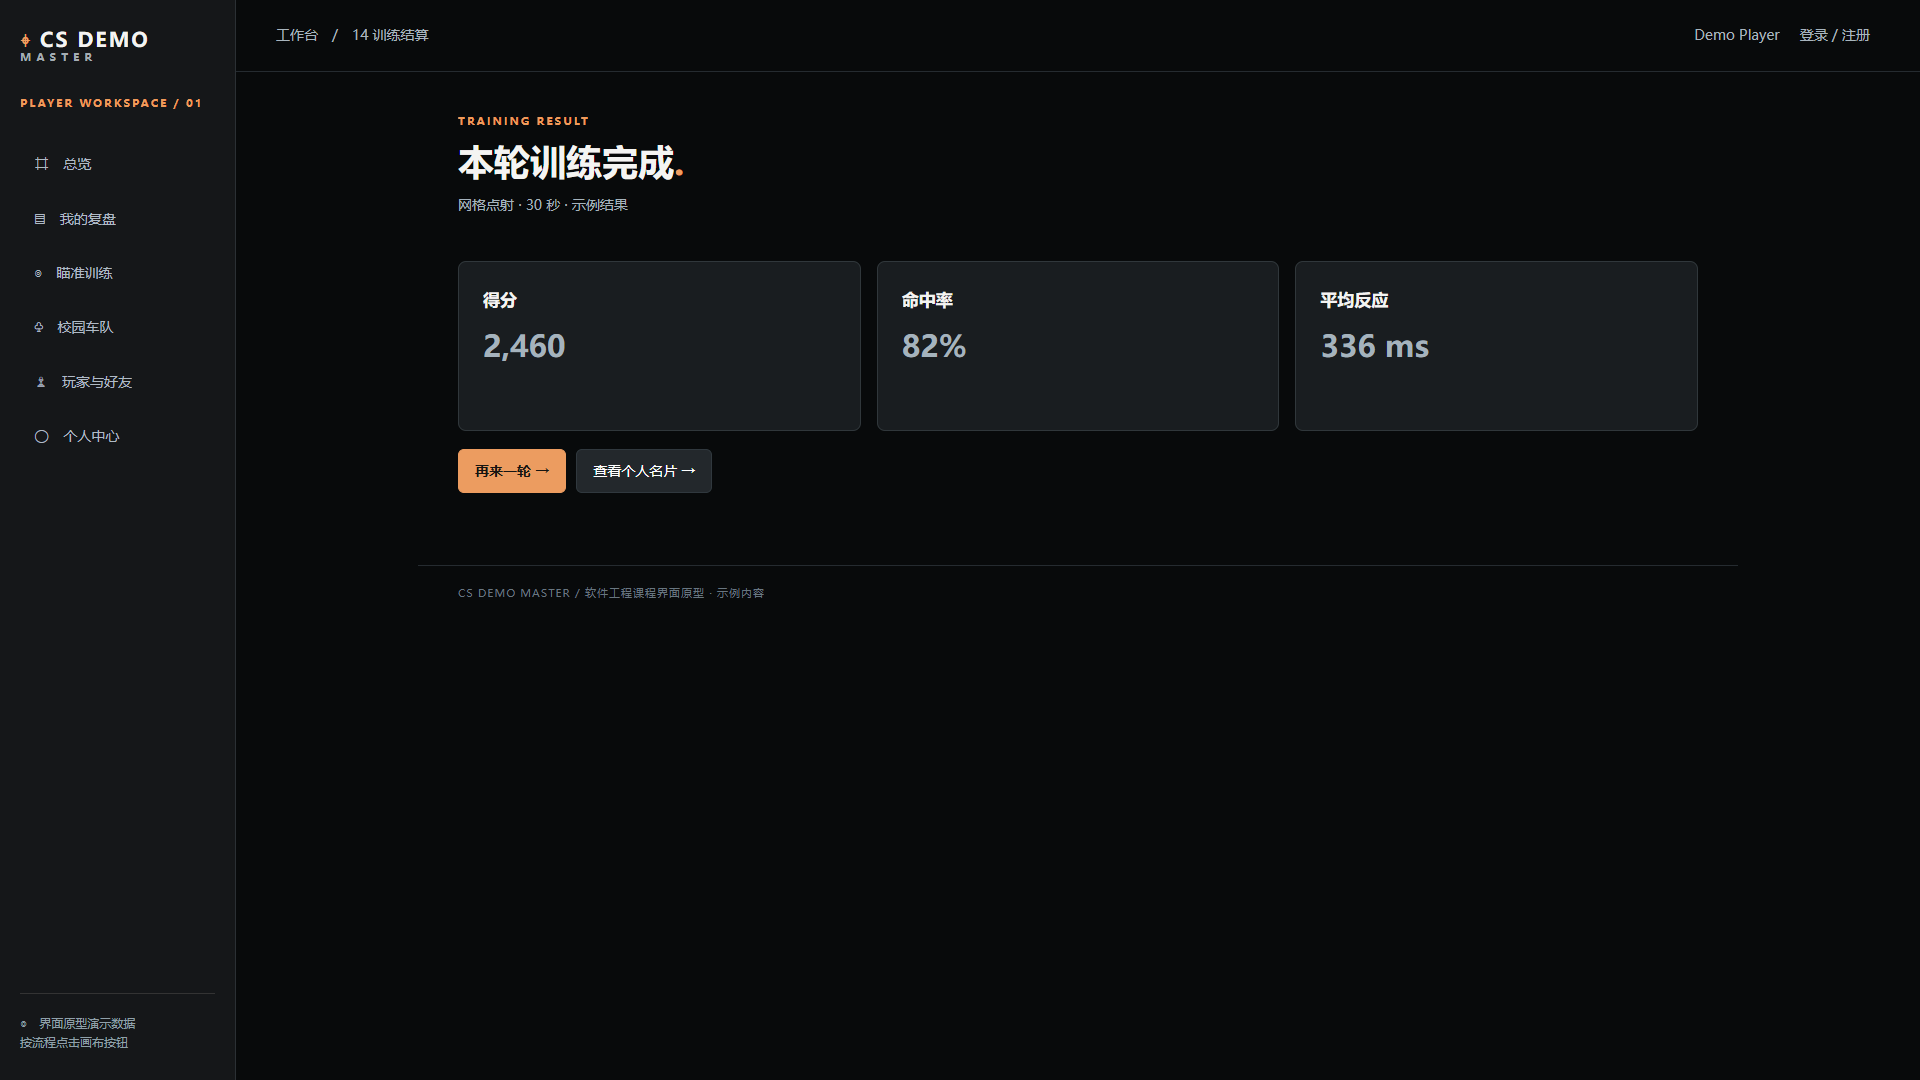 CS DEMO
MASTER
PLAYER WORKSPACE / 01
总览
我的复盘
瞄准训练
校园车队
玩家与好友
个人中心
界面原型演示数据
按流程点击画布按钮
工作台 / 14 训练结算
Demo Player 登录 / 注册
TRAINING RESULT
本轮训练完成.
网格点射 · 30 秒 · 示例结果
得分
2,460
命中率
82%
平均反应
336 ms
再来一轮 →
查看个人名片 →
CS DEMO MASTER / 软件工程课程界面原型 · 示例内容